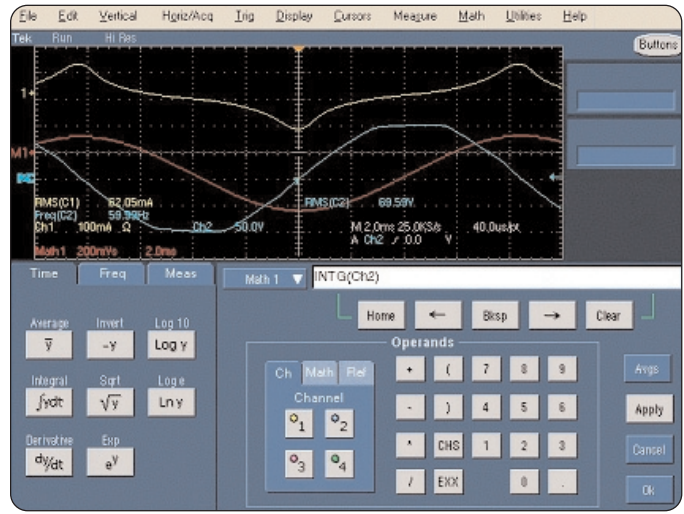 File Edit Vertical Horiz/Acq Trig Display Cursors Measure Math Utilities Help
Tek Run Hi Res Buttons
1
M1
RMS(C1) 62.05mA RMS(C2) 69.59V
Freq(C2) 59.99Hz
Ch1 100mA Ω Ch2 50.0V M 2.0ms 25.0KS/s 40.0us/pt
A Ch2 0.0 V
Math1 200mVs 2.0ms
Time Freq Meas Math 1 INTG(Ch2)
Home ← Bksp → Clear
Operands
Average Invert Log 10
y̅ -y Log y
Integral Sqrt Log e
∫ydt √y Ln y
Derivative Exp
dy/dt eʸ
Ch Math Ref
Channel
1 2
3 4
+ ( 7 8 9
- ) 4 5 6
* CHS 1 2 3
/ EXX 0 .
Avgs
Apply
Cancel
Ok